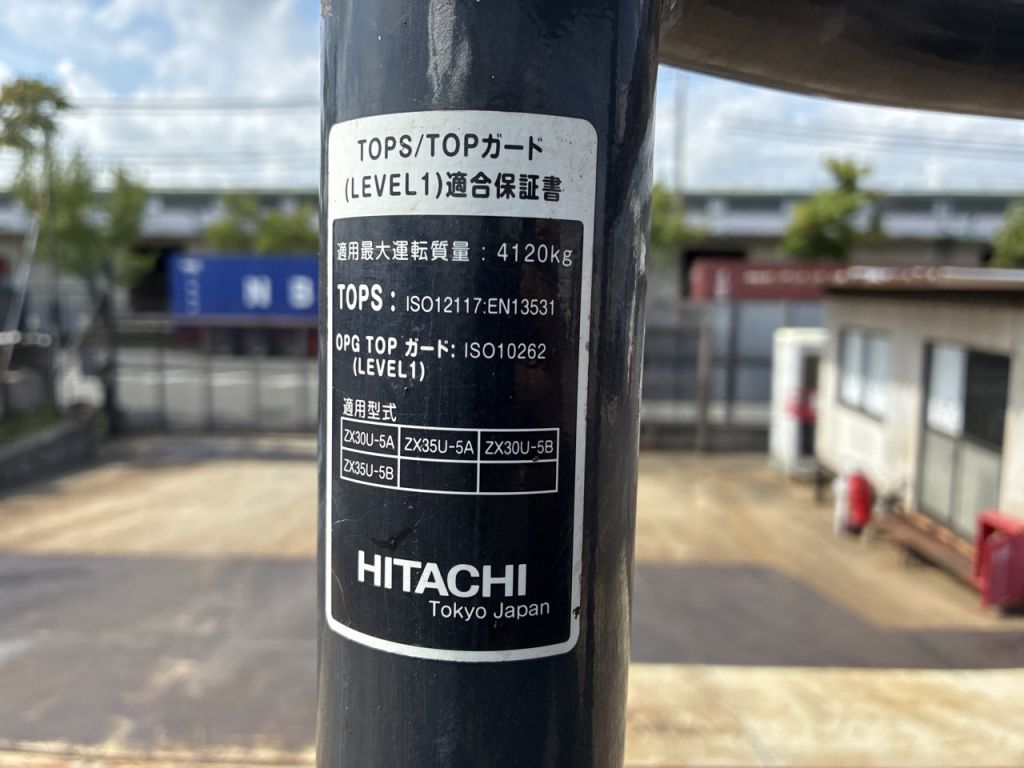 TOPS/TOPガード
(LEVEL1)適合保証書
適用最大運転質量 : 4120kg
TOPS : ISO12117:EN13531
OPG TOP ガード: ISO10262
(LEVEL1)
適用型式
ZX30U-5A ZX35U-5A ZX30U-5B
ZX35U-5B
HITACHI
Tokyo Japan
N B